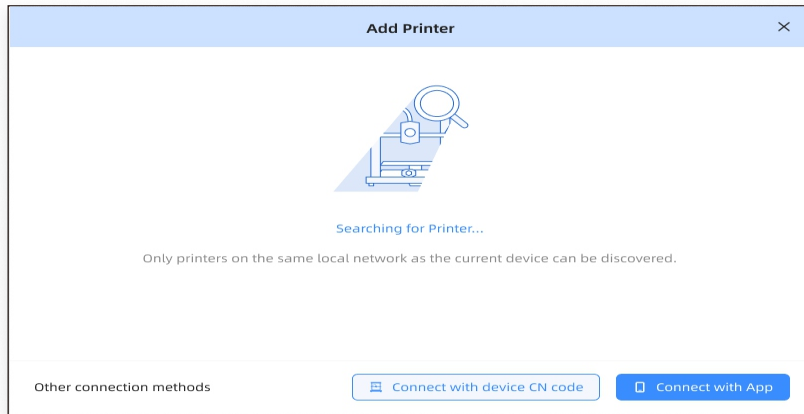 Add Printer
Searching for Printer...
Only printers on the same local network as the current device can be discovered.
Other connection methods
Connect with device CN code
Connect with App